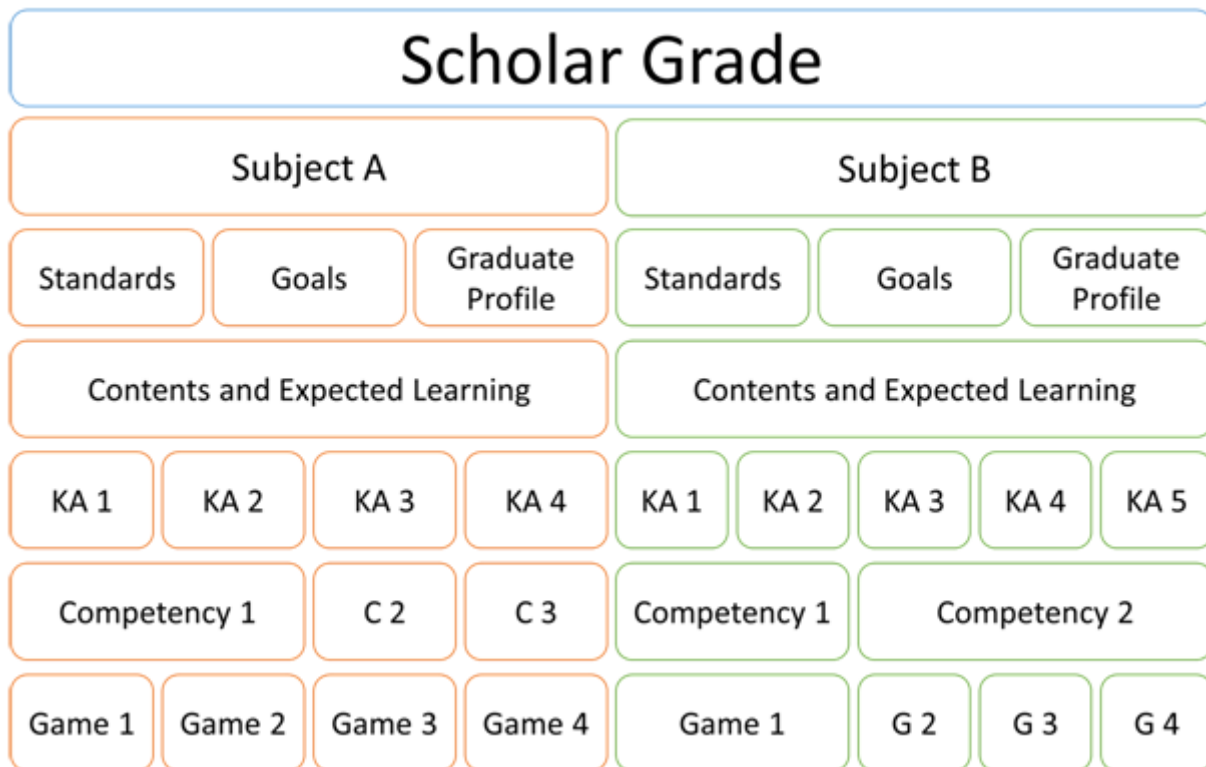 Scholar Grade
Subject A
Subject B
Standards
Goals
Graduate
Profile
Standards
Goals
Graduate
Profile
Contents and Expected Learning
Contents and Expected Learning
KA 1
KA 2
KA 3
KA 4
KA 1
KA 2
KA 3
KA 4
KA 5
Competency 1
C 2
C 3
Competency 1
Competency 2
Game 1
Game 2
Game 3
Game 4
Game 1
G 2
G 3
G 4